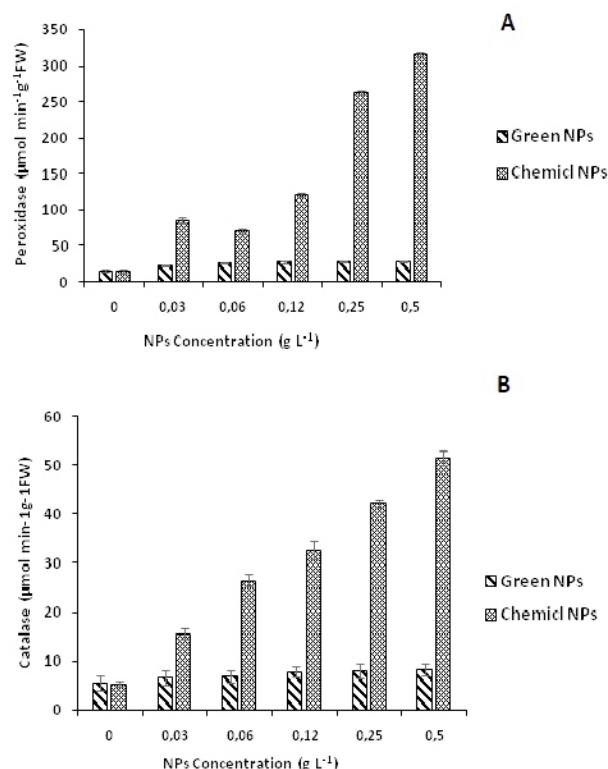 A
350
300
250
200
150
100
50
0
Peroxidase (µmol min⁻¹g⁻¹FW)
0 0,03 0,06 0,12 0,25 0,5
NPs Concentration (g L⁻¹)
Green NPs
Chemicl NPs
B
60
50
40
30
20
10
0
Catalase (µmol min-1g-1FW)
0 0,03 0,06 0,12 0,25 0,5
NPs Concentration (g L⁻¹)
Green NPs
Chemicl NPs